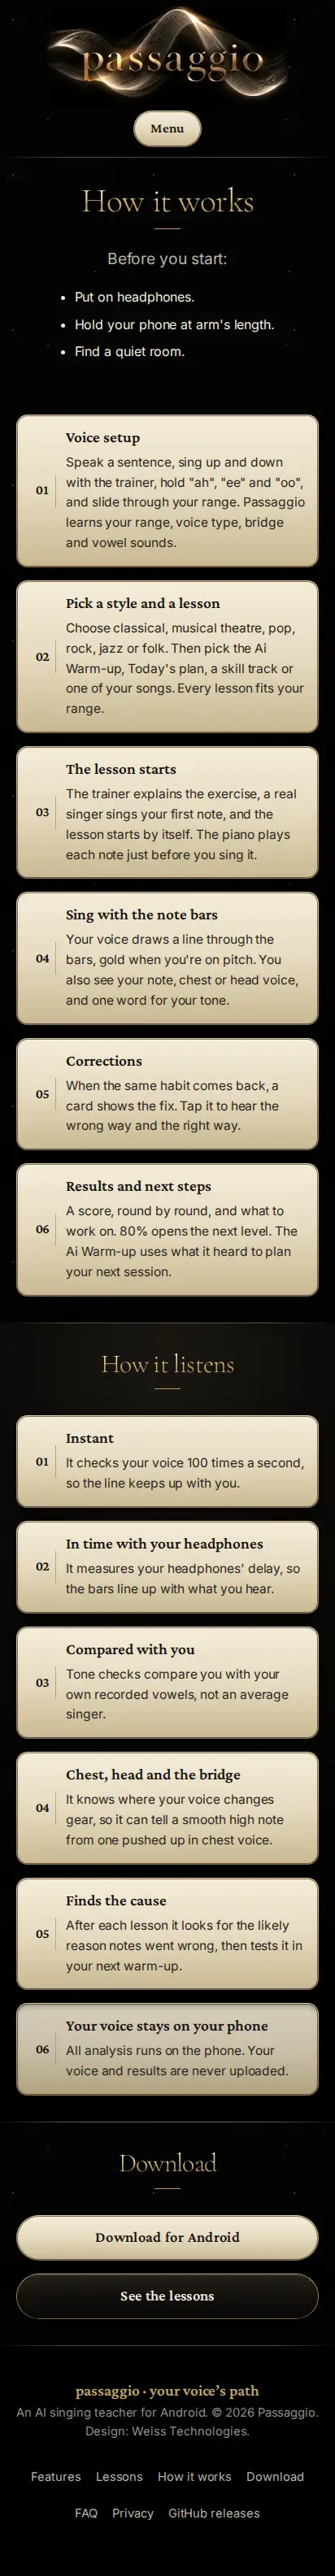 passaggio
Menu
How it works
Before you start:
• Put on headphones.
• Hold your phone at arm's length.
• Find a quiet room.
01
Voice setup
Speak a sentence, sing up and down
with the trainer, hold "ah", "ee" and "oo",
and slide through your range. Passaggio
learns your range, voice type, bridge
and vowel sounds.
02
Pick a style and a lesson
Choose classical, musical theatre, pop,
rock, jazz or folk. Then pick the Ai
Warm-up, Today's plan, a skill track or
one of your songs. Every lesson fits your
range.
03
The lesson starts
The trainer explains the exercise, a real
singer sings your first note, and the
lesson starts by itself. The piano plays
each note just before you sing it.
04
Sing with the note bars
Your voice draws a line through the
bars, gold when you're on pitch. You
also see your note, chest or head voice,
and one word for your tone.
05
Corrections
When the same habit comes back, a
card shows the fix. Tap it to hear the
wrong way and the right way.
06
Results and next steps
A score, round by round, and what to
work on. 80% opens the next level. The
Ai Warm-up uses what it heard to plan
your next session.
How it listens
01
Instant
It checks your voice 100 times a second,
so the line keeps up with you.
02
In time with your headphones
It measures your headphones' delay, so
the bars line up with what you hear.
03
Compared with you
Tone checks compare you with your
own recorded vowels, not an average
singer.
04
Chest, head and the bridge
It knows where your voice changes
gear, so it can tell a smooth high note
from one pushed up in chest voice.
05
Finds the cause
After each lesson it looks for the likely
reason notes went wrong, then tests it in
your next warm-up.
06
Your voice stays on your phone
All analysis runs on the phone. Your
voice and results are never uploaded.
Download
Download for Android
See the lessons
passaggio · your voice’s path
An AI singing teacher for Android. © 2026 Passaggio.
Design: Weiss Technologies.
Features Lessons How it works Download
FAQ Privacy GitHub releases